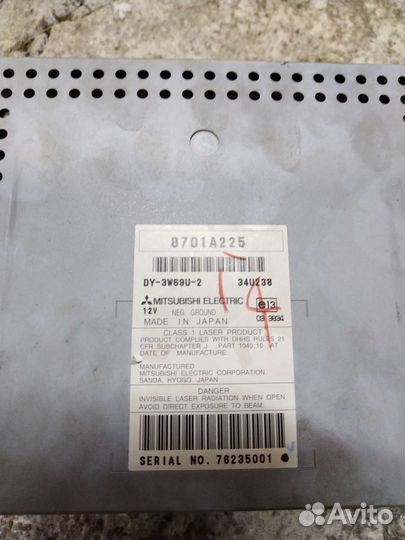 8701A225
DY-3W69U-2 34U238
MITSUBISHI ELECTRIC e13
12V NEG. GROUND 03 3834
MADE IN JAPAN
CLASS 1 LASER PRODUCT
PRODUCT COMPLIES WITH DHHS RULES 21
CFR SUBCHAPTER J PART 1040:10 AT
DATE OF MANUFACTURE
MANUFACTURED
MITSUBISHI ELECTRIC CORPORATION
SANDA, HYOGO, JAPAN
DANGER
INVISIBLE LASER RADIATION WHEN OPEN
AVOID DIRECT EXPOSURE TO BEAM.
SERIAL NO. 76235001
Avito